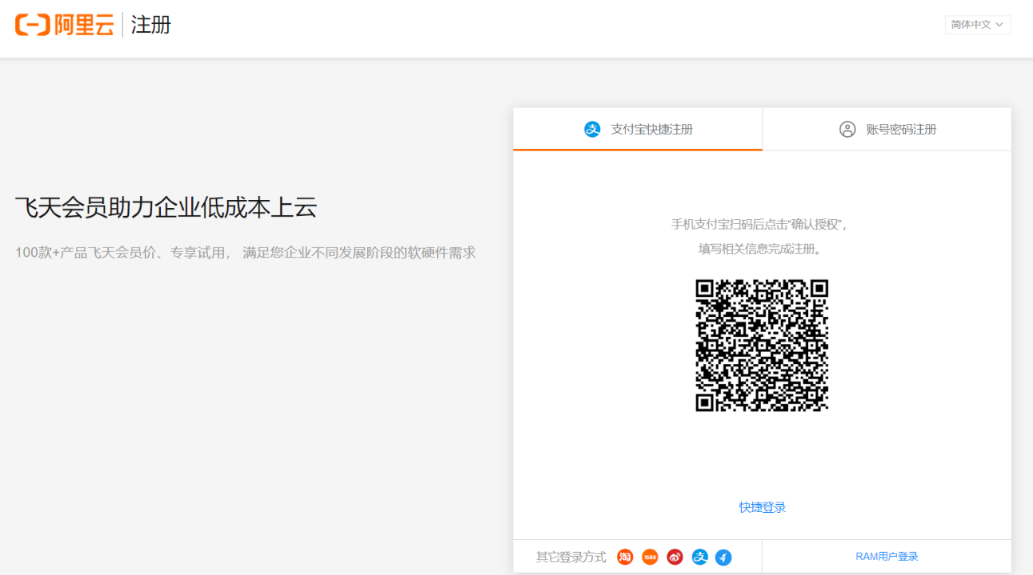 阿里云 注册
简体中文
支付宝快捷注册
账号密码注册
飞天会员助力企业低成本上云
100款+产品飞天会员价、专享试用， 满足您企业不同发展阶段的软硬件需求
手机支付宝扫码后点击“确认授权”，
填写相关信息完成注册。
快捷登录
其它登录方式
淘
1688
支
RAM用户登录